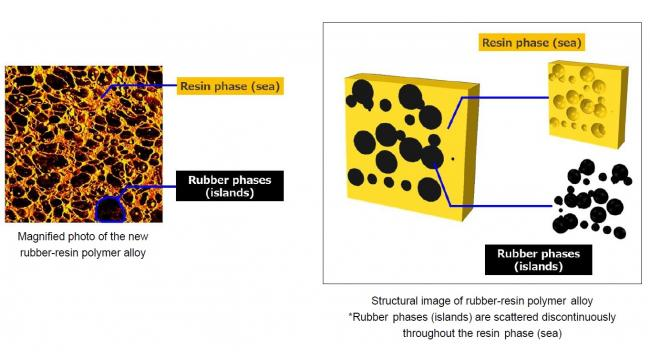 Resin phase (sea)
Rubber phases
(islands)
Magnified photo of the new
rubber-resin polymer alloy
Resin phase (sea)
Rubber phases
(islands)
Structural image of rubber-resin polymer alloy
*Rubber phases (islands) are scattered discontinuously
throughout the resin phase (sea)